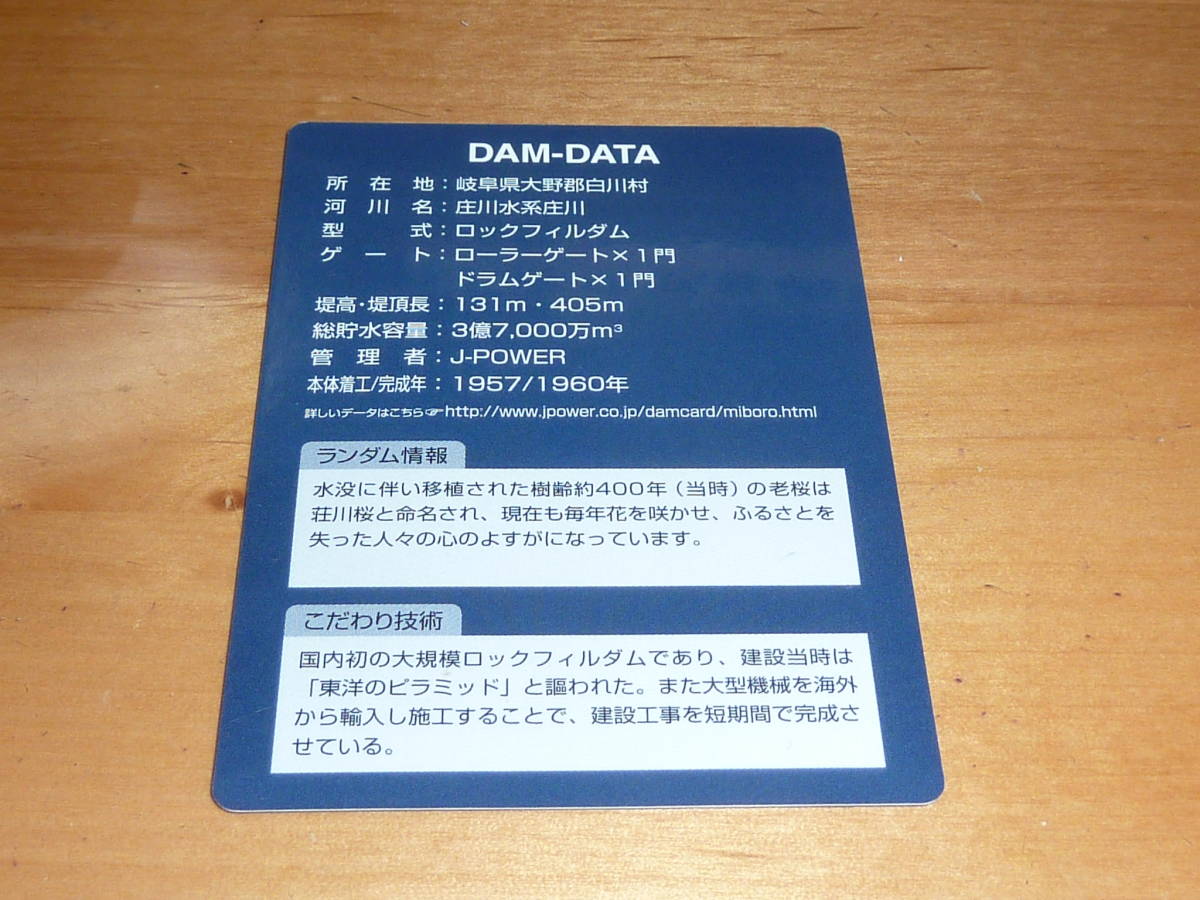 DAM-DATA
所在地：岐阜県大野郡白川村
河川名：庄川水系庄川
型式：ロックフィルダム
ゲート：ローラーゲート×1門
ドラムゲート×1門
堤高・堤頂長：131m・405m
総貯水容量：3億7,000万m³
管理者：J-POWER
本体着工/完成年：1957/1960年
詳しいデータはこちら☞http://www.jpower.co.jp/damcard/miboro.html
ランダム情報
水没に伴い移植された樹齢約400年（当時）の老桜は
荘川桜と命名され、現在も毎年花を咲かせ、ふるさとを
失った人々の心のよすがになっています。
こだわり技術
国内初の大規模ロックフィルダムであり、建設当時は
「東洋のピラミッド」と謳われた。また大型機械を海外
から輸入し施工することで、建設工事を短期間で完成さ
せている。